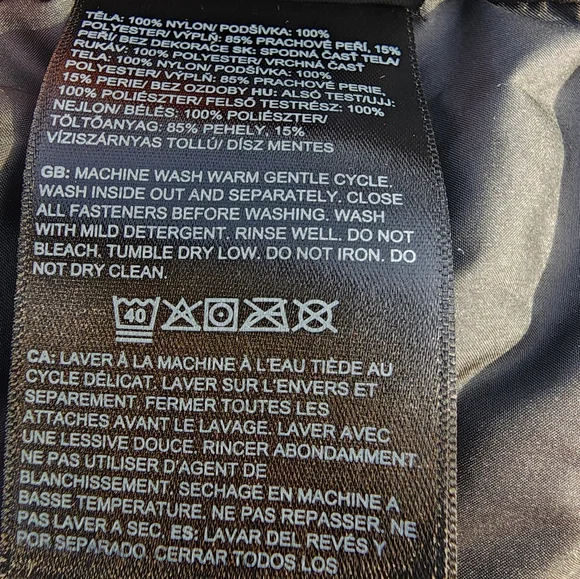 TĚLA: 100% NYLON/ PODŠÍVKA: 100%
POLYESTER/ VÝPLŇ: 85% PRACHOVÉ PEŘÍ, 15%
PEŘÍ/ BEZ DEKORACE SK: SPODNÁ ČASŤ TELA/
RUKÁV: 100% POLYESTER/ VRCHNÁ ČASŤ
TELA: 100% NYLON/ PODŠÍVKA: 100%
POLYESTER/ VÝPLŇ: 85% PRACHOVÉ PERIE,
15% PERIE/ BEZ OZDOBY HU: ALSÓ TEST/UJJ:
100% POLIÉSZTER/ FELSŐ TESTRÉSZ: 100%
NEJLON/ BÉLÉS: 100% POLIÉSZTER/
TÖLTŐANYAG: 85% PEHELY, 15%
VÍZISZÁRNYAS TOLLÚ/ DÍSZ MENTES
GB: MACHINE WASH WARM GENTLE CYCLE.
WASH INSIDE OUT AND SEPARATELY. CLOSE
ALL FASTENERS BEFORE WASHING. WASH
WITH MILD DETERGENT. RINSE WELL. DO NOT
BLEACH. TUMBLE DRY LOW. DO NOT IRON. DO
NOT DRY CLEAN.
40
CA: LAVER À LA MACHINE À L'EAU TIÈDE AU
CYCLE DÉLICAT. LAVER SUR L'ENVERS ET
SEPAREMENT. FERMER TOUTES LES
ATTACHES AVANT LE LAVAGE. LAVER AVEC
UNE LESSIVE DOUCE. RINCER ABONDAMMENT.
NE PAS UTILISER D'AGENT DE
BLANCHISSEMENT. SECHAGE EN MACHINE A
BASSE TEMPERATURE. NE PAS REPASSER. NE
PAS LAVER A SEC. ES: LAVAR DEL REVÉS Y
POR SEPARADO. CERRAR TODOS LOS